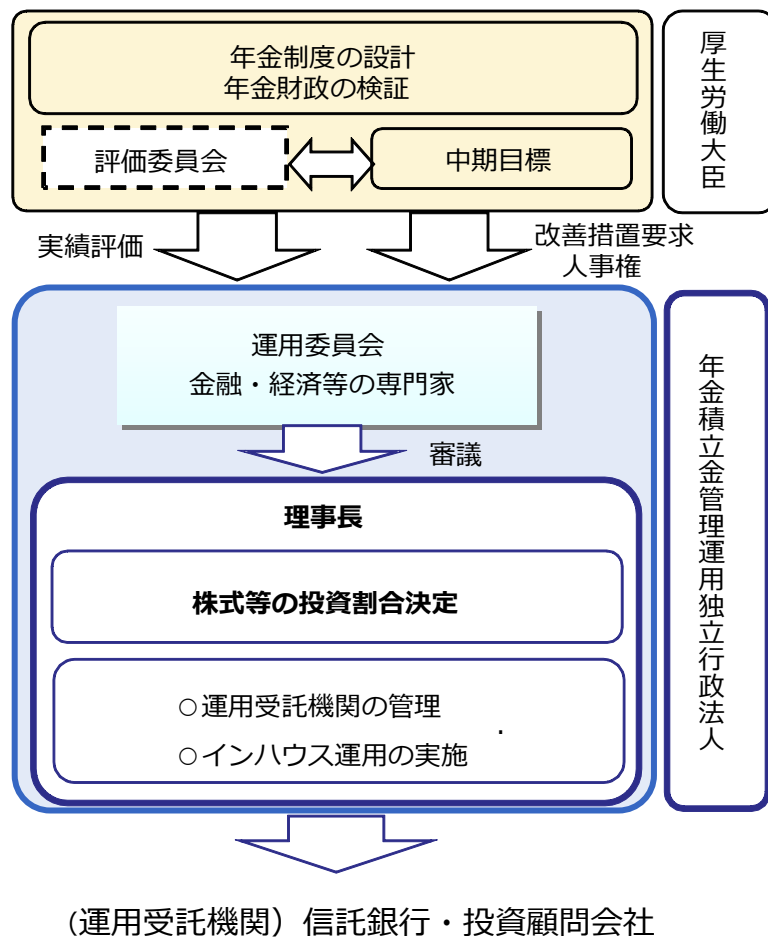 年金制度の設計
年金財政の検証
厚生労働大臣
評価委員会
中期目標
実績評価
改善措置要求
人事権
運用委員会
金融・経済等の専門家
年金積立金管理運用独立行政法人
審議
理事長
株式等の投資割合決定
○運用受託機関の管理
.
○インハウス運用の実施
（運用受託機関）信託銀行・投資顧問会社